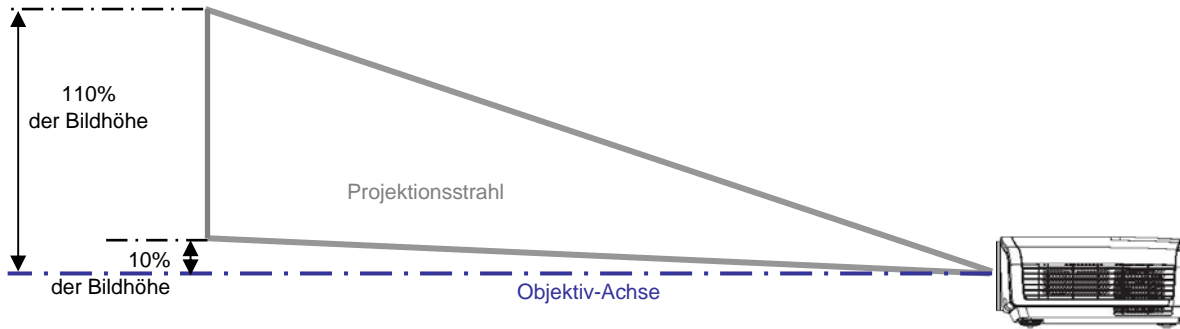 110%
der Bildhöhe
Projektionsstrahl
10%
der Bildhöhe
Objektiv-Achse